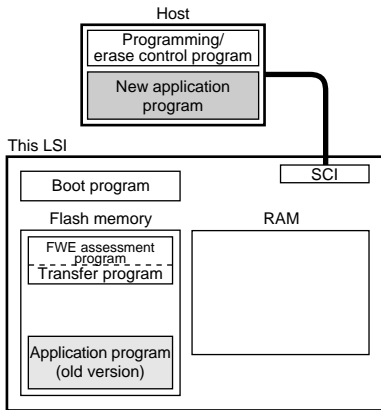 Host
Programming/
erase control program
New application
program
This LSI
SCI
Boot program
Flash memory
RAM
FWE assessment
program
Transfer program
Application program
(old version)